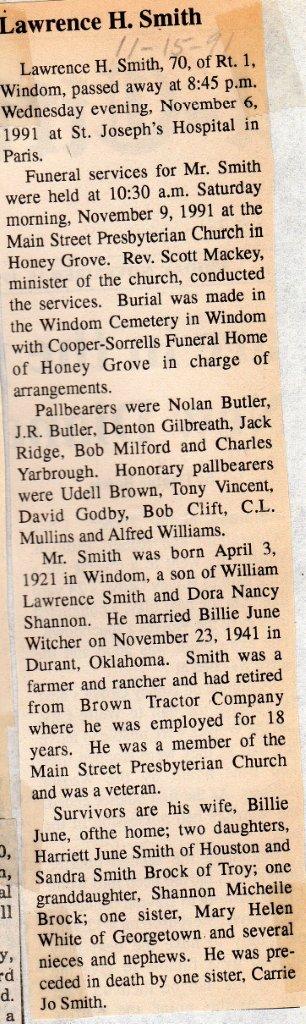 Lawrence H. Smith
11-15-91
Lawrence H. Smith, 70, of Rt. 1,
Windom, passed away at 8:45 p.m.
Wednesday evening, November 6,
1991 at St. Joseph's Hospital in
Paris.
Funeral services for Mr. Smith
were held at 10:30 a.m. Saturday
morning, November 9, 1991 at the
Main Street Presbyterian Church in
Honey Grove. Rev. Scott Mackey,
minister of the church, conducted
the services. Burial was made in
the Windom Cemetery in Windom
with Cooper-Sorrells Funeral Home
of Honey Grove in charge of
arrangements.
Pallbearers were Nolan Butler,
J.R. Butler, Denton Gilbreath, Jack
Ridge, Bob Milford and Charles
Yarbrough. Honorary pallbearers
were Udell Brown, Tony Vincent,
David Godby, Bob Clift, C.L.
Mullins and Alfred Williams.
Mr. Smith was born April 3,
1921 in Windom, a son of William
Lawrence Smith and Dora Nancy
Shannon. He married Billie June
Witcher on November 23, 1941 in
Durant, Oklahoma. Smith was a
farmer and rancher and had retired
from Brown Tractor Company
where he was employed for 18
years. He was a member of the
Main Street Presbyterian Church
and was a veteran.
Survivors are his wife, Billie
June, ofthe home; two daughters,
Harriett June Smith of Houston and
Sandra Smith Brock of Troy; one
granddaughter, Shannon Michelle
Brock; one sister, Mary Helen
White of Georgetown and several
nieces and nephews. He was pre-
ceded in death by one sister, Carrie
Jo Smith.